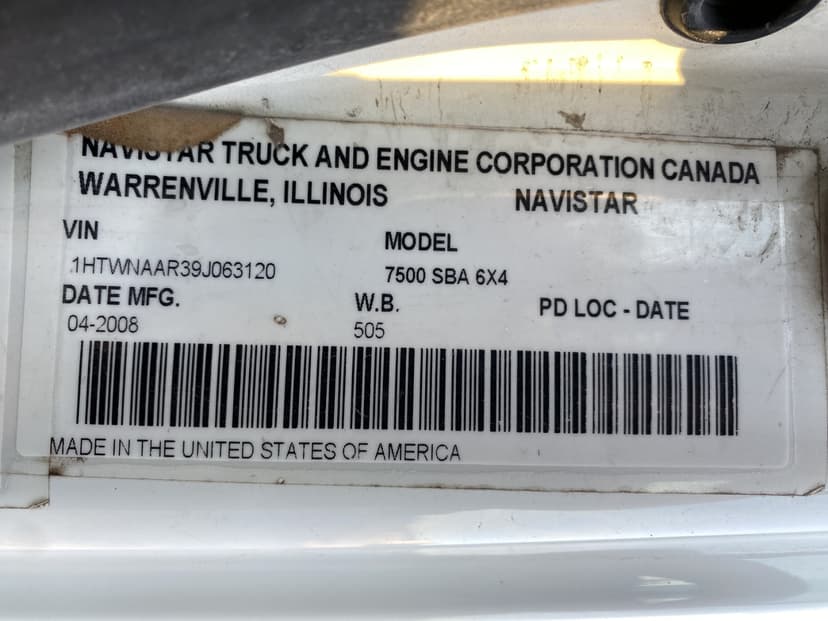 NAVISTAR TRUCK AND ENGINE CORPORATION CANADA
WARRENVILLE, ILLINOIS NAVISTAR
VIN MODEL
1HTWNAAR39J063120 7500 SBA 6X4
DATE MFG. W.B. PD LOC - DATE
04-2008 505
MADE IN THE UNITED STATES OF AMERICA